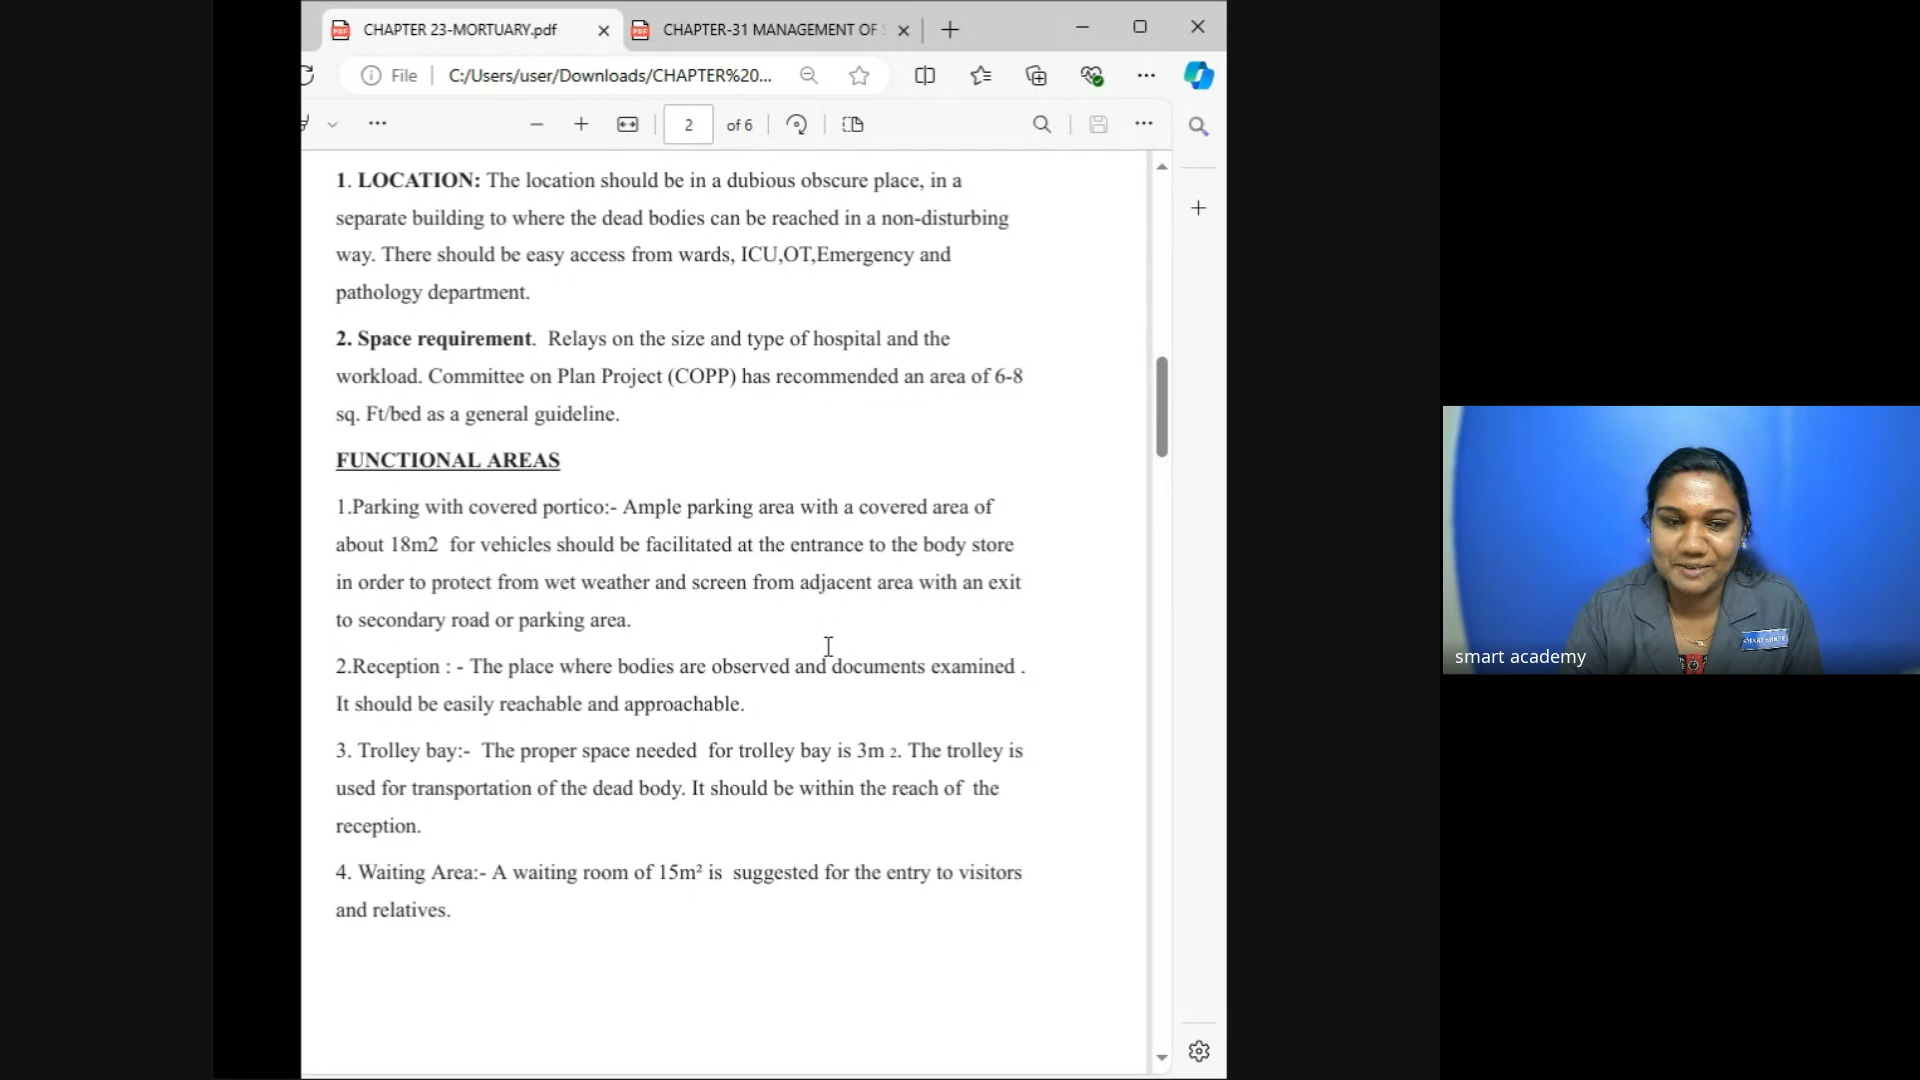 CHAPTER 23-MORTUARY.pdf
CHAPTER-31 MANAGEMENT OF
File
C:/Users/user/Downloads/CHAPTER%20...
2 of 6
1. LOCATION: The location should be in a dubious obscure place, in a
separate building to where the dead bodies can be reached in a non-disturbing
way. There should be easy access from wards, ICU,OT,Emergency and
pathology department.
2. Space requirement.  Relays on the size and type of hospital and the
workload. Committee on Plan Project (COPP) has recommended an area of 6-8
sq. Ft/bed as a general guideline.
FUNCTIONAL AREAS
1.Parking with covered portico:- Ample parking area with a covered area of
about 18m2  for vehicles should be facilitated at the entrance to the body store
in order to protect from wet weather and screen from adjacent area with an exit
to secondary road or parking area.
2.Reception : - The place where bodies are observed and documents examined .
It should be easily reachable and approachable.
3. Trolley bay:-  The proper space needed  for trolley bay is 3m 2. The trolley is
used for transportation of the dead body. It should be within the reach of  the
reception.
4. Waiting Area:- A waiting room of 15m² is  suggested for the entry to visitors
and relatives.
smart academy